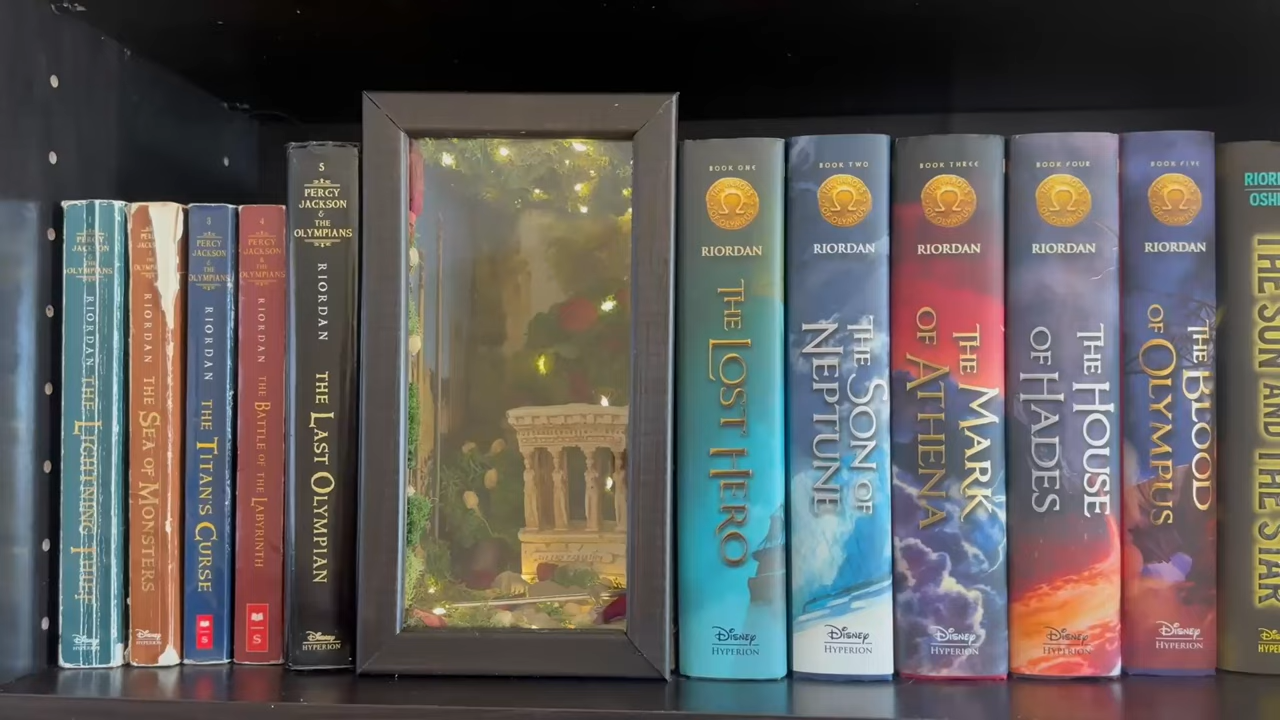 PERCY
JACKSON
& THE
OLYMPIANS
RIORDAN
THE LIGHTNING THIEF
DISNEY
HYPERION
RIORDAN
THE SEA OF MONSTERS
DISNEY
HYPERION
3
PERCY
JACKSON
& THE
OLYMPIANS
RIORDAN
THE TITAN'S CURSE
S
4
PERCY
JACKSON
& THE
OLYMPIANS
RIORDAN
THE BATTLE OF THE LABYRINTH
S
5
PERCY
JACKSON
&
THE
OLYMPIANS
RIORDAN
THE LAST OLYMPIAN
DISNEY
HYPERION
BOOK ONE
RIORDAN
THE LOST HERO
DISNEY
HYPERION
BOOK TWO
RIORDAN
THE SON OF
NEPTUNE
DISNEY
HYPERION
BOOK THREE
RIORDAN
THE MARK
OF ATHENA
DISNEY
HYPERION
BOOK FOUR
RIORDAN
THE HOUSE
OF HADES
DISNEY
HYPERION
BOOK FIVE
RIORDAN
THE BLOOD
OF OLYMPUS
DISNEY
HYPERION
THE SUN AND THE STAR